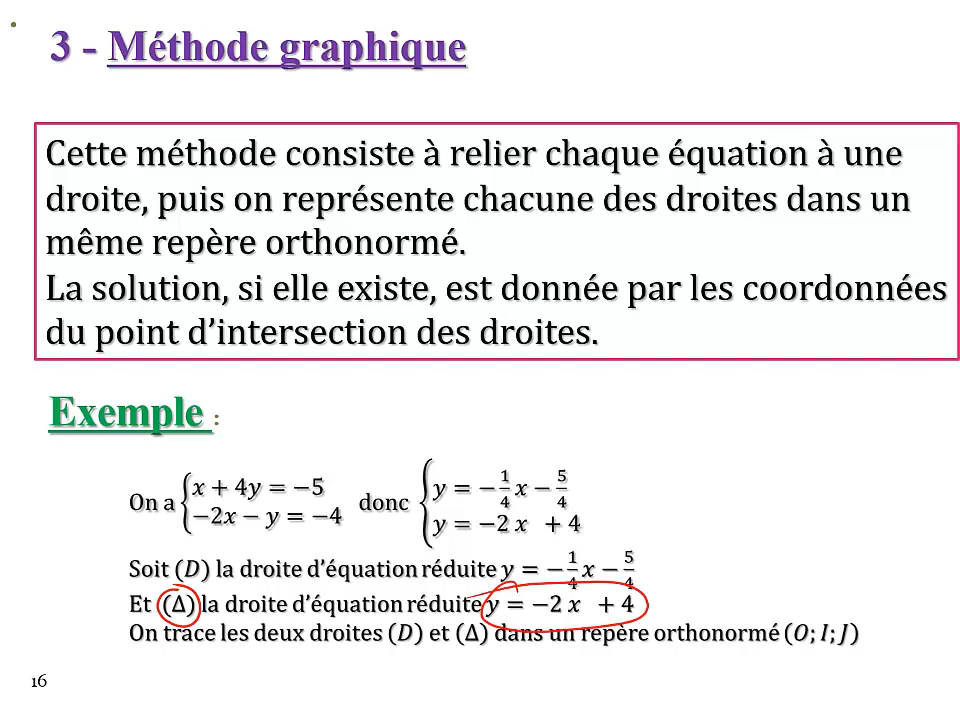 3 - Méthode graphique
Cette méthode consiste à relier chaque équation à une
droite, puis on représente chacune des droites dans un
même repère orthonormé.
La solution, si elle existe, est donnée par les coordonnées
du point d’intersection des droites.
Exemple :
On a { x + 4y = −5 ; −2x − y = −4 donc { y = −1/4 x − 5/4 ; y = −2 x + 4
Soit (D) la droite d’équation réduite y = −1/4 x − 5/4
Et (Δ) la droite d’équation réduite y = −2 x + 4
On trace les deux droites (D) et (Δ) dans un repère orthonormé (O; I; J)
16